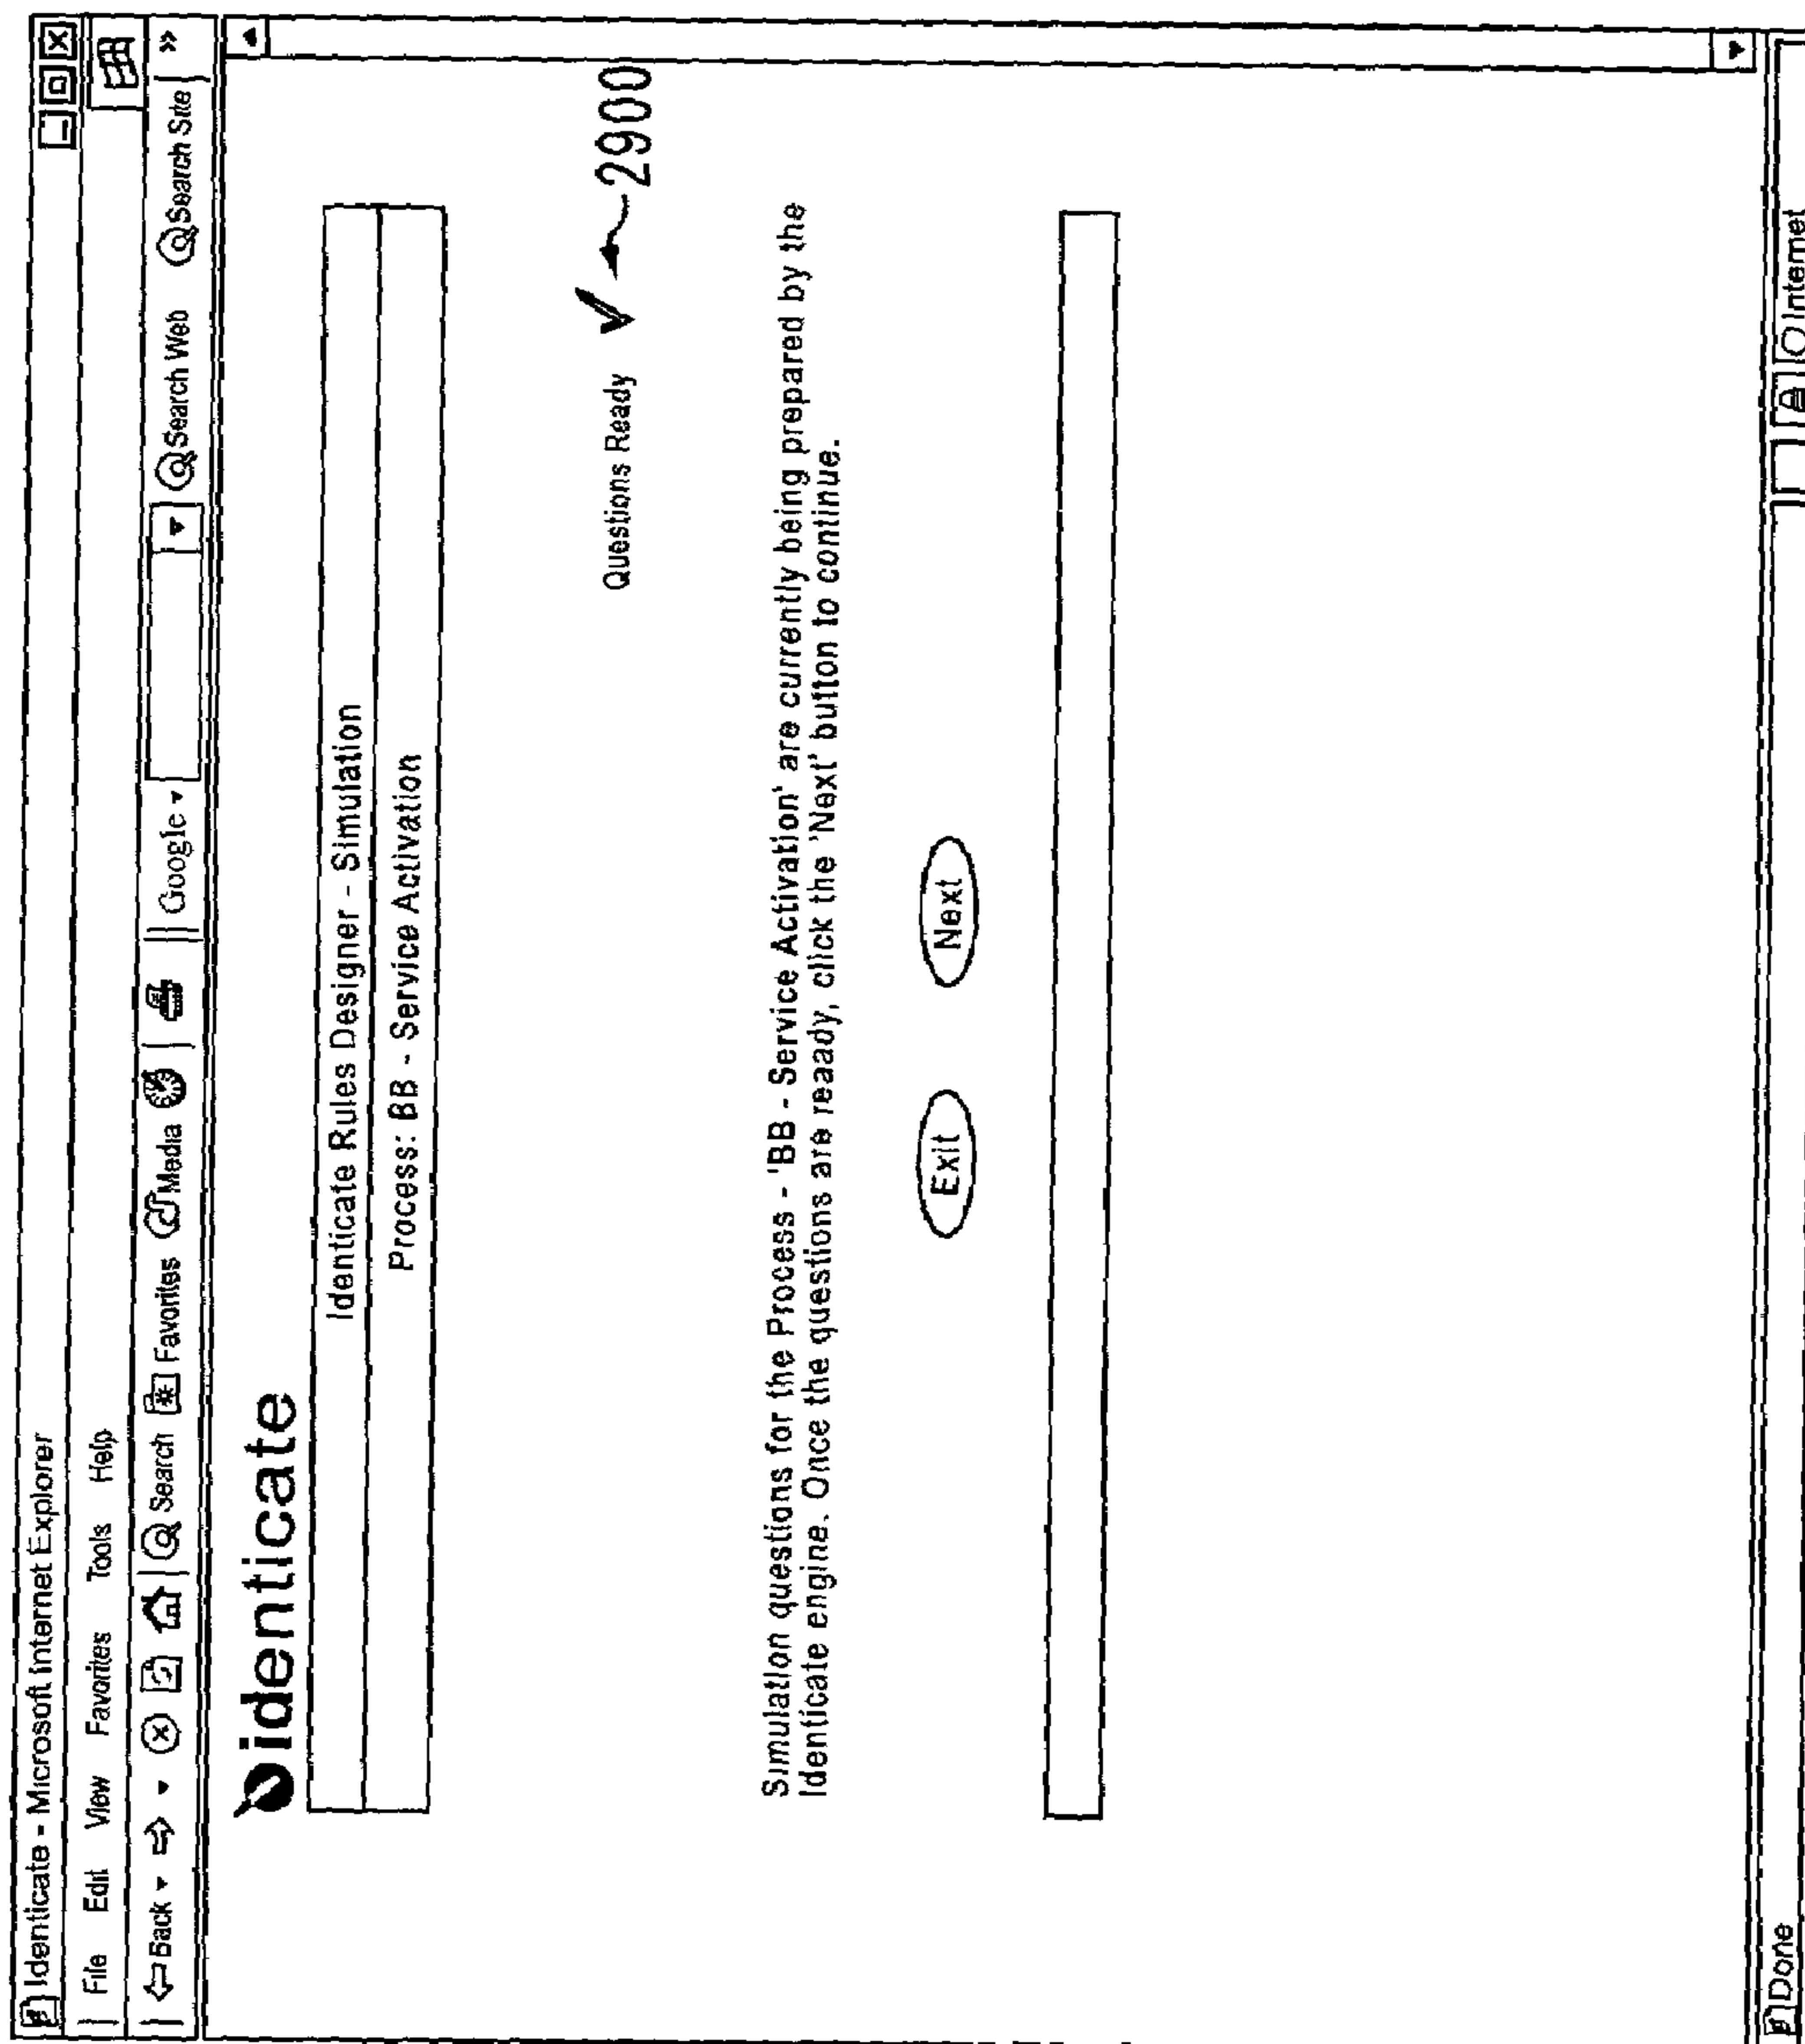 Identicate - Microsoft Internet Explorer
File Edit View Favorites Tools Help
Back Search Favorites Media Google Search Web Search Site »
identicate
Identicate Rules Designer - Simulation
Process: BB - Service Activation
Questions Ready 2900
Simulation questions for the Process - 'BB - Service Activation' are currently being prepared by the
Identicate engine. Once the questions are ready, click the 'Next' button to continue.
Exit Next
Done Internet